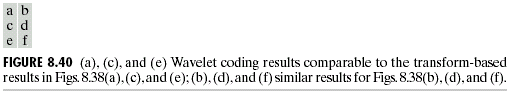 a b
c d
e f
FIGURE 8.40 (a), (c), and (e) Wavelet coding results comparable to the transform-based
results in Figs. 8.38(a), (c), and (e); (b), (d), and (f) similar results for Figs. 8.38(b), (d), and (f).